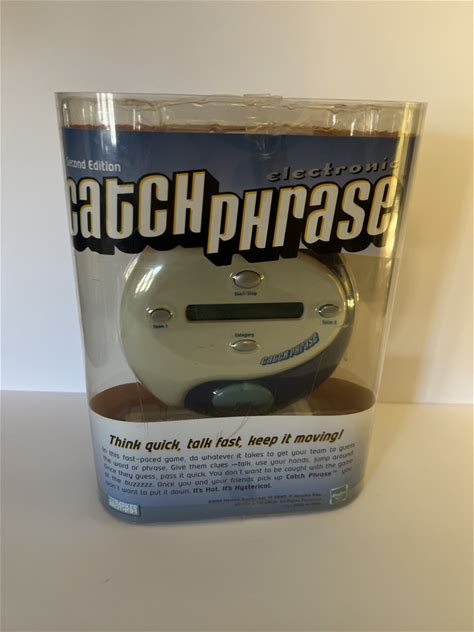 Second Edition
electronic
CATCH PHRASE
Start/Stop
Team 1
Team 2
Category
CATCH PHRASE
Think quick, talk fast, keep it moving!
In this fast-paced game, do whatever it takes to get your team to guess
the word or phrase. Give them clues —talk, use your hands, jump around.
Once they guess, pass it quick. You don't want to be caught with the game
at the buzzzzz. Once you and your friends pick up Catch Phrase™, you
won't want to put it down. It's Hot. It's Hysterical.